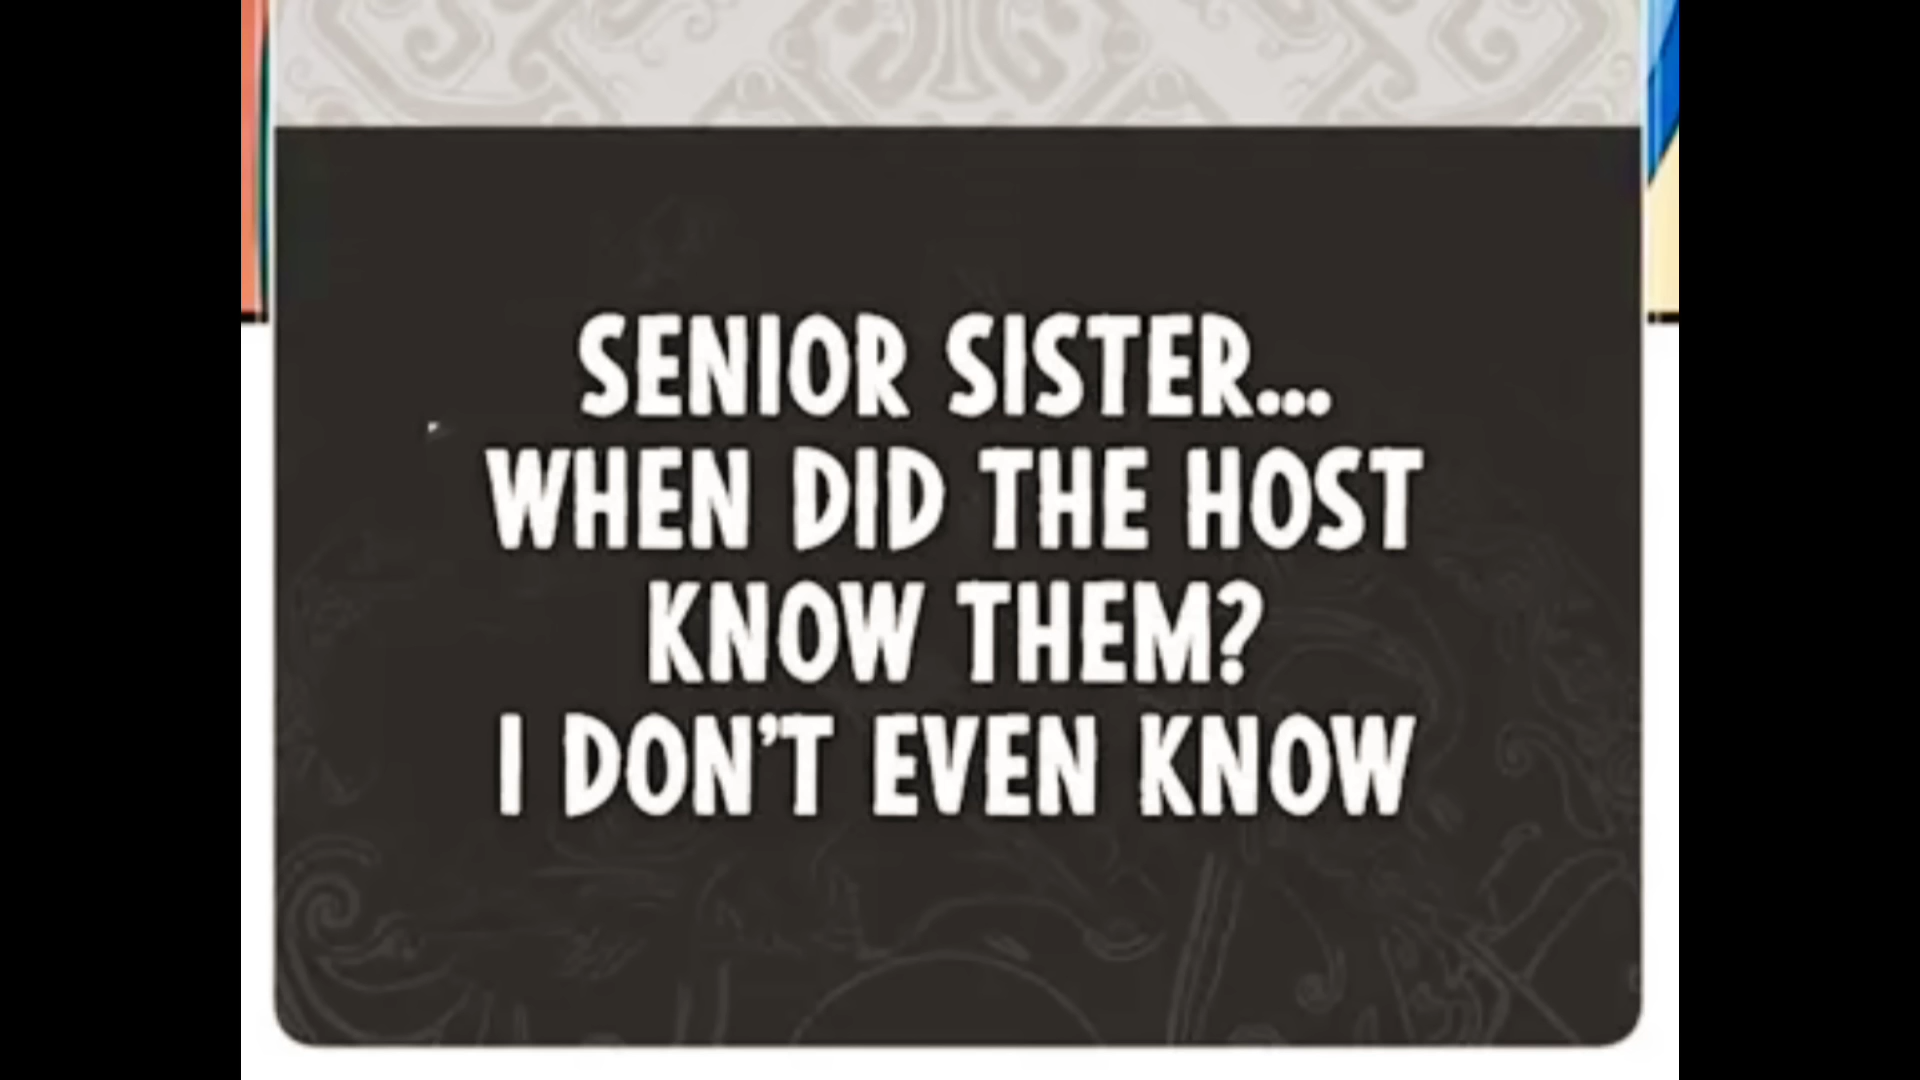 SENIOR SISTER...
WHEN DID THE HOST
KNOW THEM?
I DON'T EVEN KNOW